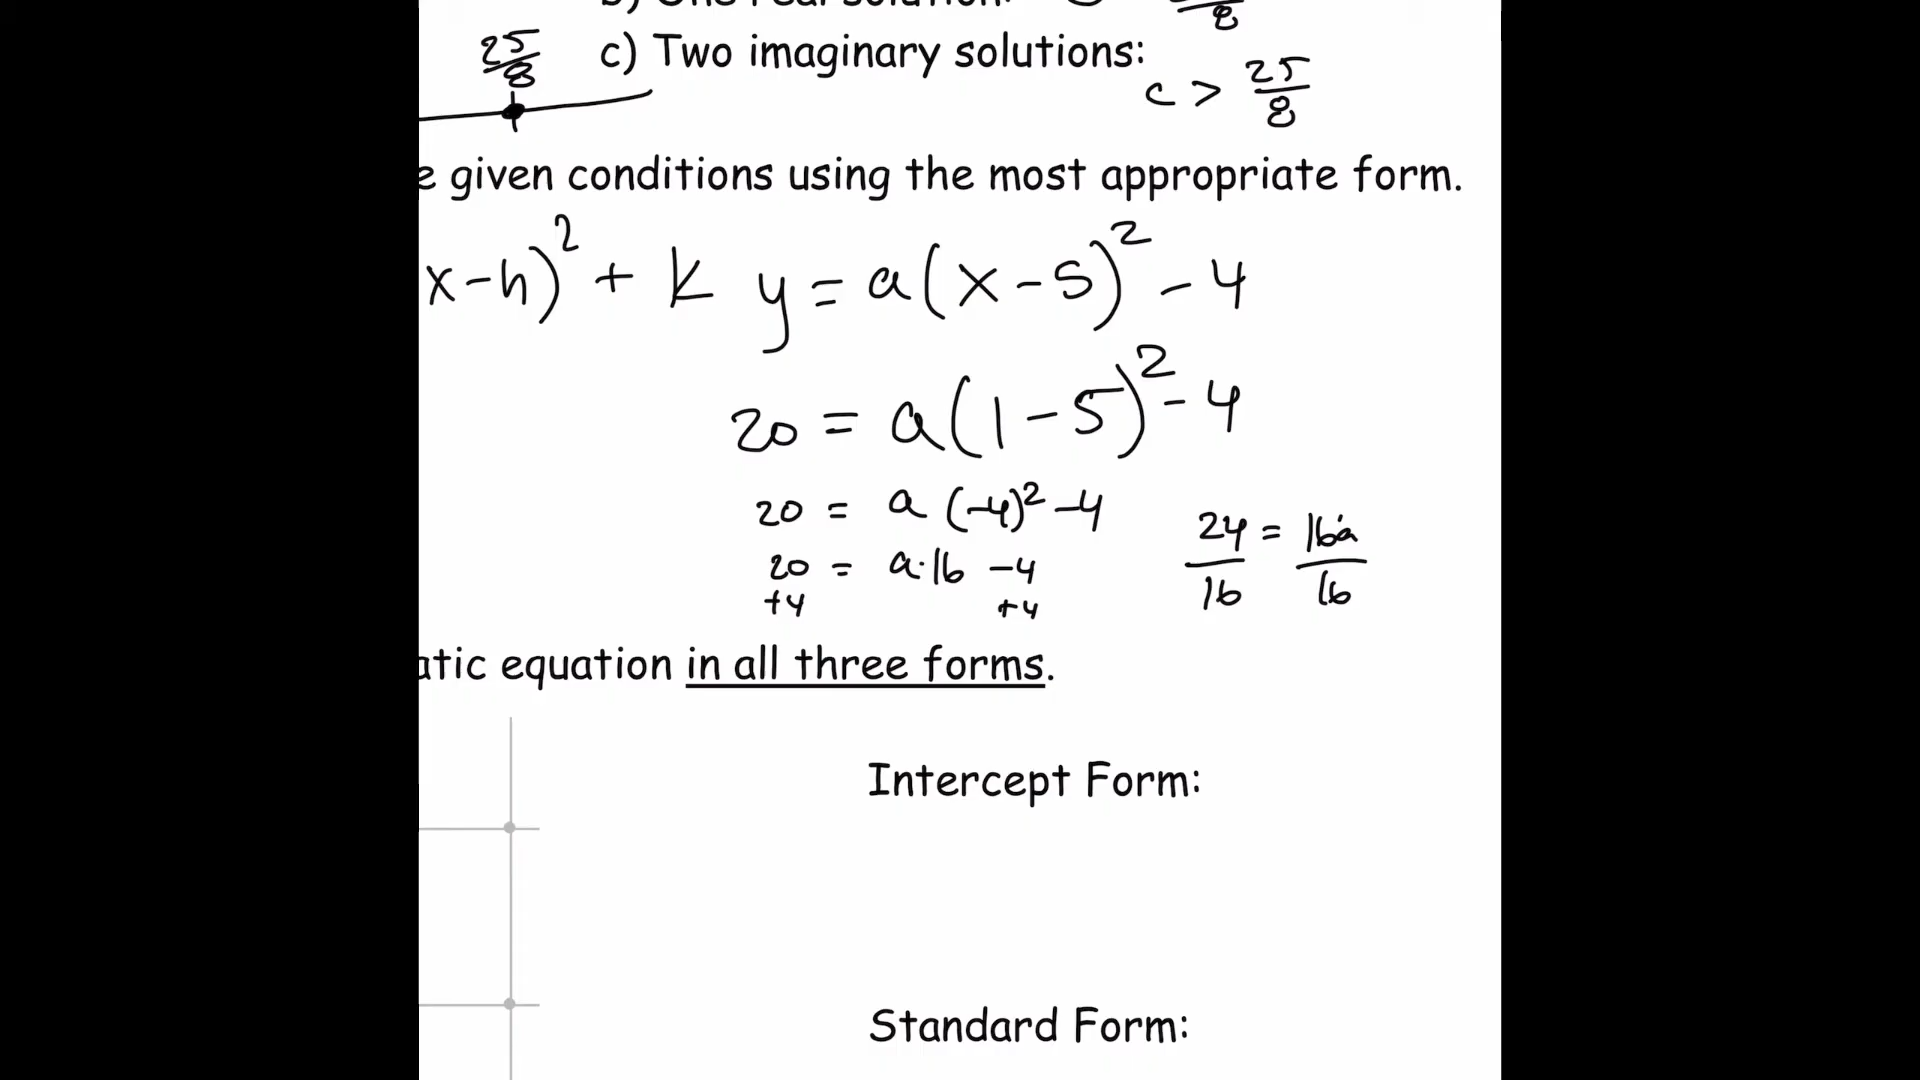 25/8 c) Two imaginary solutions:
c > 25/8
given conditions using the most appropriate form.
x-h)² + k y = a(x-5)² - 4
20 = a(1-5)² - 4
20 = a (-4)² -4
20 = a·16 -4
+4 +4
24/16 = 16a/16
equation in all three forms.
Intercept Form:
Standard Form: